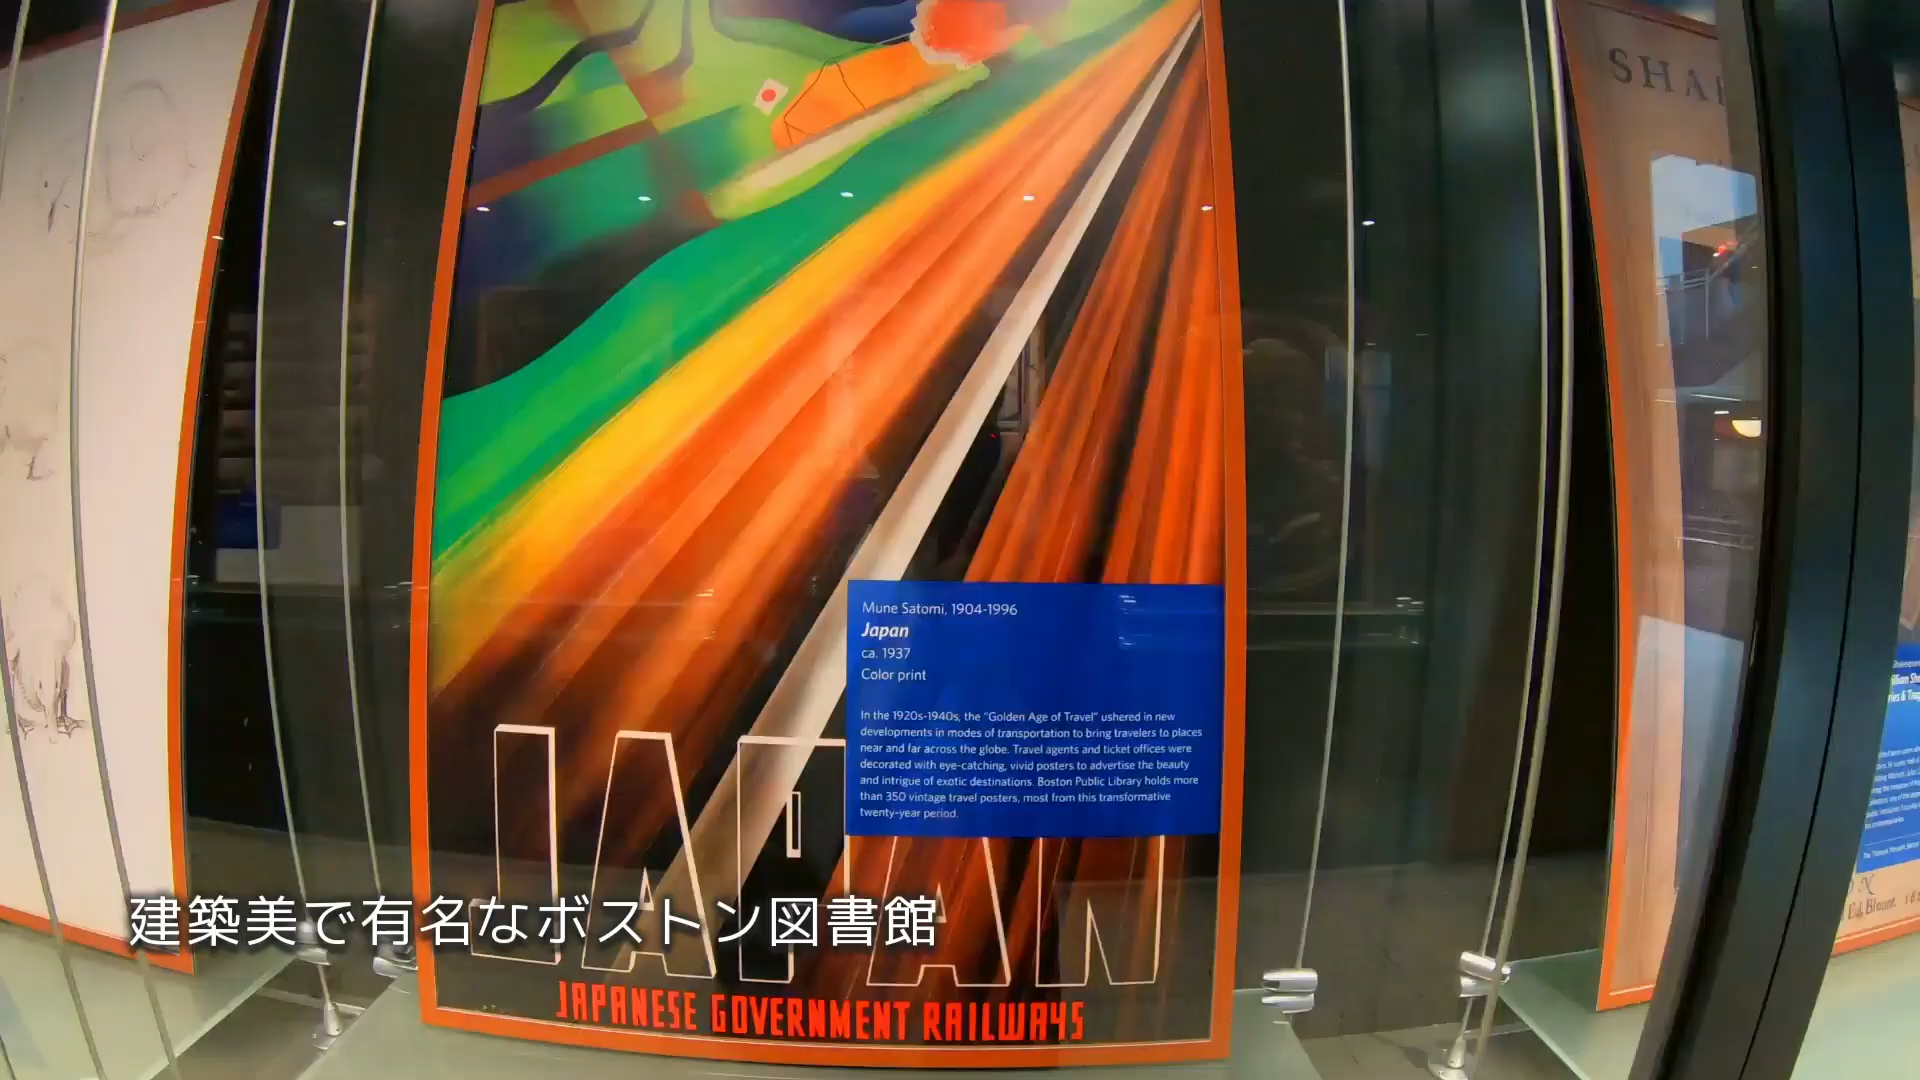 SHA
Mune Satomi, 1904-1996
Japan
ca. 1937
Color print
In the 1920s-1940s, the "Golden Age of Travel" ushered in new
developments in modes of transportation to bring travelers to places
near and far across the globe. Travel agents and ticket offices were
decorated with eye-catching, vivid posters to advertise the beauty
and intrigue of exotic destinations. Boston Public Library holds more
than 350 vintage travel posters, most from this transformative
twenty-year period.
JAPAN
JAPANESE GOVERNMENT RAILWAYS
建築美で有名なボストン図書館
Ed. Blount.